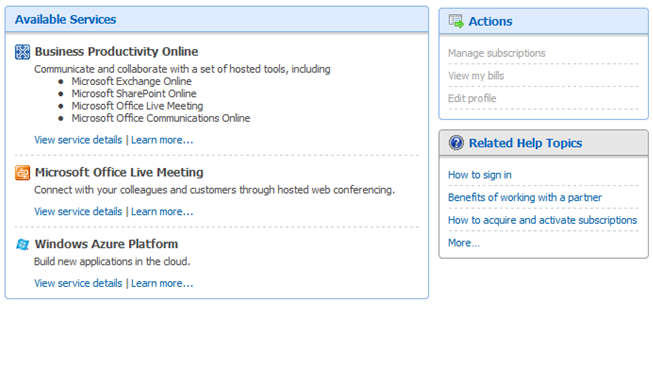 Available Services
Business Productivity Online
Communicate and collaborate with a set of hosted tools, including
● Microsoft Exchange Online
● Microsoft SharePoint Online
● Microsoft Office Live Meeting
● Microsoft Office Communications Online
View service details | Learn more...
Microsoft Office Live Meeting
Connect with your colleagues and customers through hosted web conferencing.
View service details | Learn more...
Windows Azure Platform
Build new applications in the cloud.
View service details | Learn more...
Actions
Manage subscriptions
View my bills
Edit profile
Related Help Topics
How to sign in
Benefits of working with a partner
How to acquire and activate subscriptions
More...